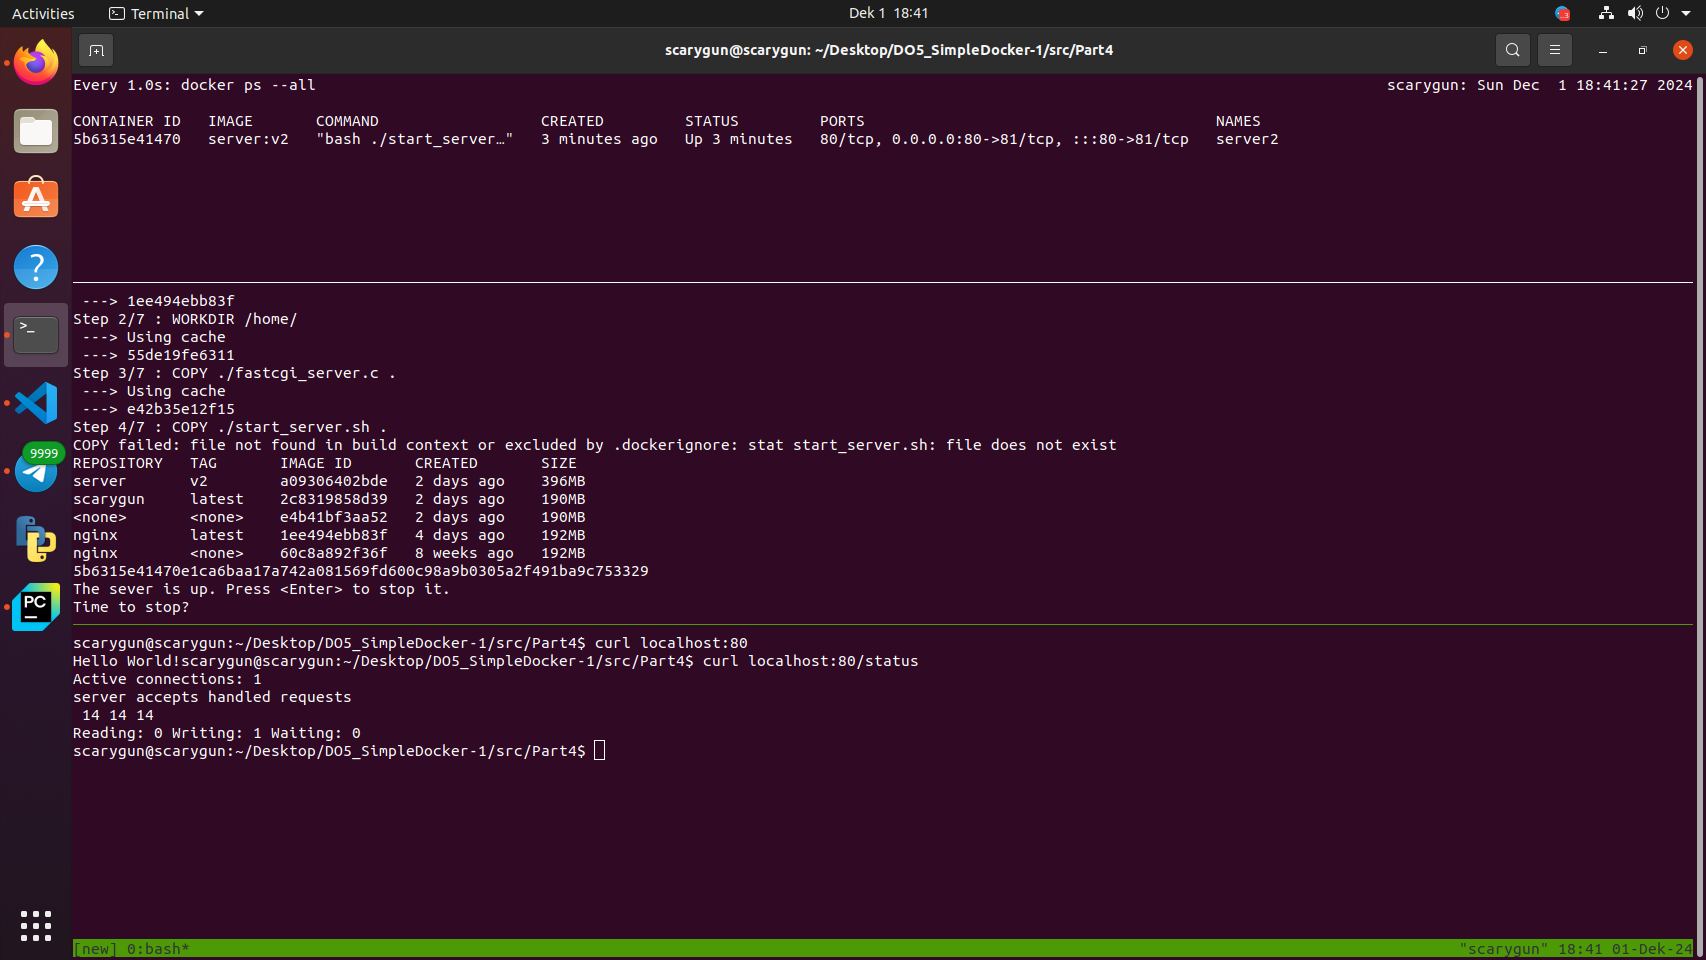 Activities Terminal Dek 1 18:41
scarygun@scarygun: ~/Desktop/DO5_SimpleDocker-1/src/Part4
Every 1.0s: docker ps --all scarygun: Sun Dec  1 18:41:27 2024
CONTAINER ID   IMAGE       COMMAND                  CREATED         STATUS         PORTS                                       NAMES
5b6315e41470   server:v2   "bash ./start_server…"   3 minutes ago   Up 3 minutes   80/tcp, 0.0.0.0:80->81/tcp, :::80->81/tcp   server2
 ---> 1ee494ebb83f
Step 2/7 : WORKDIR /home/
 ---> Using cache
 ---> 55de19fe6311
Step 3/7 : COPY ./fastcgi_server.c .
 ---> Using cache
 ---> e42b35e12f15
Step 4/7 : COPY ./start_server.sh .
COPY failed: file not found in build context or excluded by .dockerignore: stat start_server.sh: file does not exist
REPOSITORY   TAG       IMAGE ID       CREATED       SIZE
server       v2        a09306402bde   2 days ago    396MB
scarygun     latest    2c8319858d39   2 days ago    190MB
<none>       <none>    e4b41bf3aa52   2 days ago    190MB
nginx        latest    1ee494ebb83f   4 days ago    192MB
nginx        <none>    60c8a892f36f   8 weeks ago   192MB
5b6315e41470e1ca6baa17a742a081569fd600c98a9b0305a2f491ba9c753329
The sever is up. Press <Enter> to stop it.
Time to stop?
scarygun@scarygun:~/Desktop/DO5_SimpleDocker-1/src/Part4$ curl localhost:80
Hello World!scarygun@scarygun:~/Desktop/DO5_SimpleDocker-1/src/Part4$ curl localhost:80/status
Active connections: 1
server accepts handled requests
 14 14 14
Reading: 0 Writing: 1 Waiting: 0
scarygun@scarygun:~/Desktop/DO5_SimpleDocker-1/src/Part4$
[new] 0:bash* "scarygun" 18:41 01-Dek-24
9999
PC